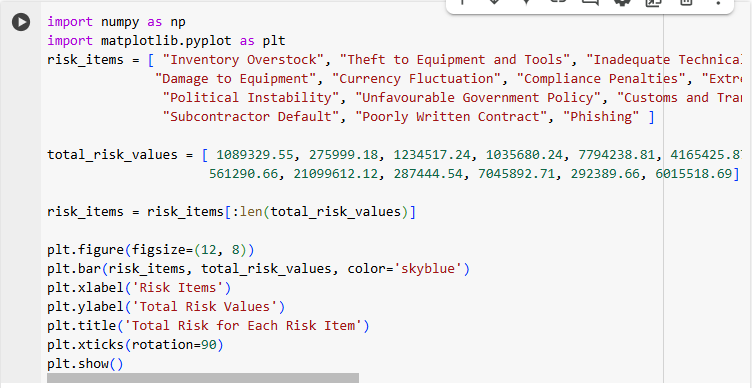 import numpy as np
import matplotlib.pyplot as plt
risk_items = [ "Inventory Overstock", "Theft to Equipment and Tools", "Inadequate Technical
"Damage to Equipment", "Currency Fluctuation", "Compliance Penalties",
"Political Instability", "Unfavourable Government Policy", "Customs and
"Subcontractor Default", "Poorly Written Contract", "Phishing" ]
total_risk_values = [ 1089329.55, 275999.18, 1234517.24, 1035680.24, 7794238.81,
561290.66, 21099612.12, 287444.54, 7045892.71, 292389.66, 6015518.69]
risk_items = risk_items[:len(total_risk_values)]
plt.figure(figsize=(12, 8))
plt.bar(risk_items, total_risk_values, color='skyblue')
plt.xlabel('Risk Items')
plt.ylabel('Total Risk Values')
plt.title('Total Risk for Each Risk Item')
plt.xticks(rotation=90)
plt.show()